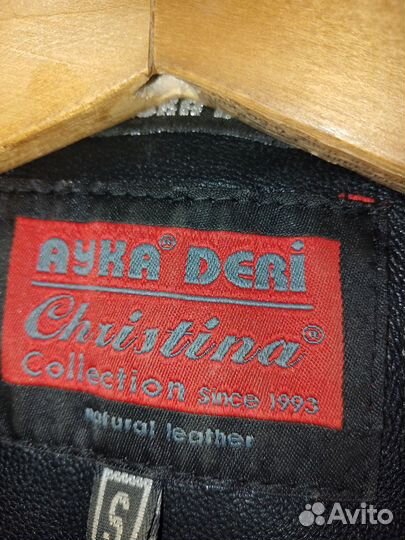 AYKA® DERİ
Christina®
Collection Since 1993
natural leather
S
Avito